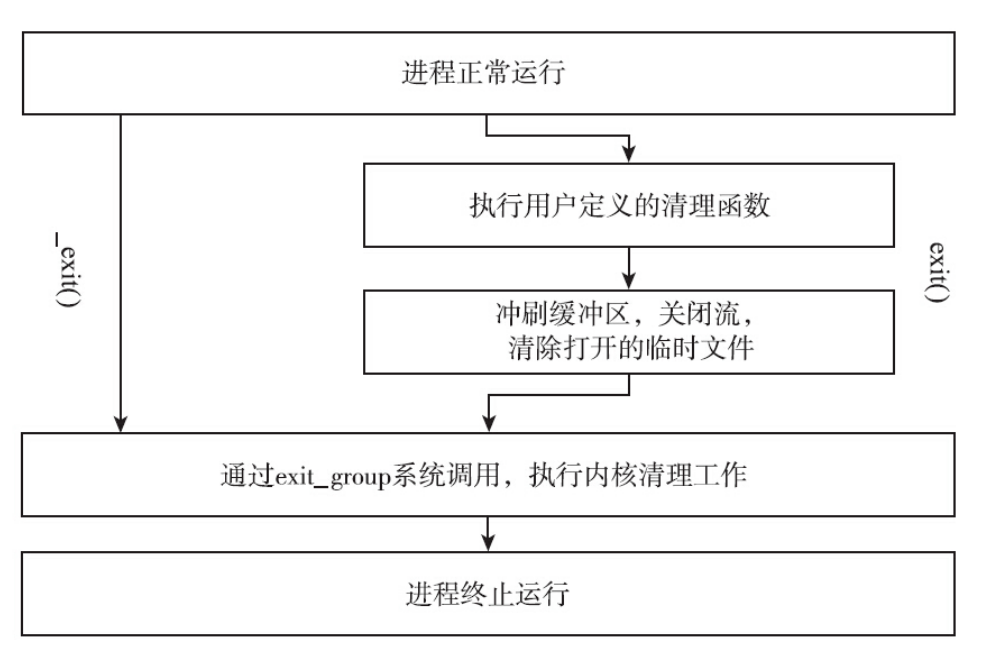 进程正常运行
执行用户定义的清理函数
_exit()
exit()
冲刷缓冲区，关闭流，
清除打开的临时文件
通过exit_group系统调用，执行内核清理工作
进程终止运行